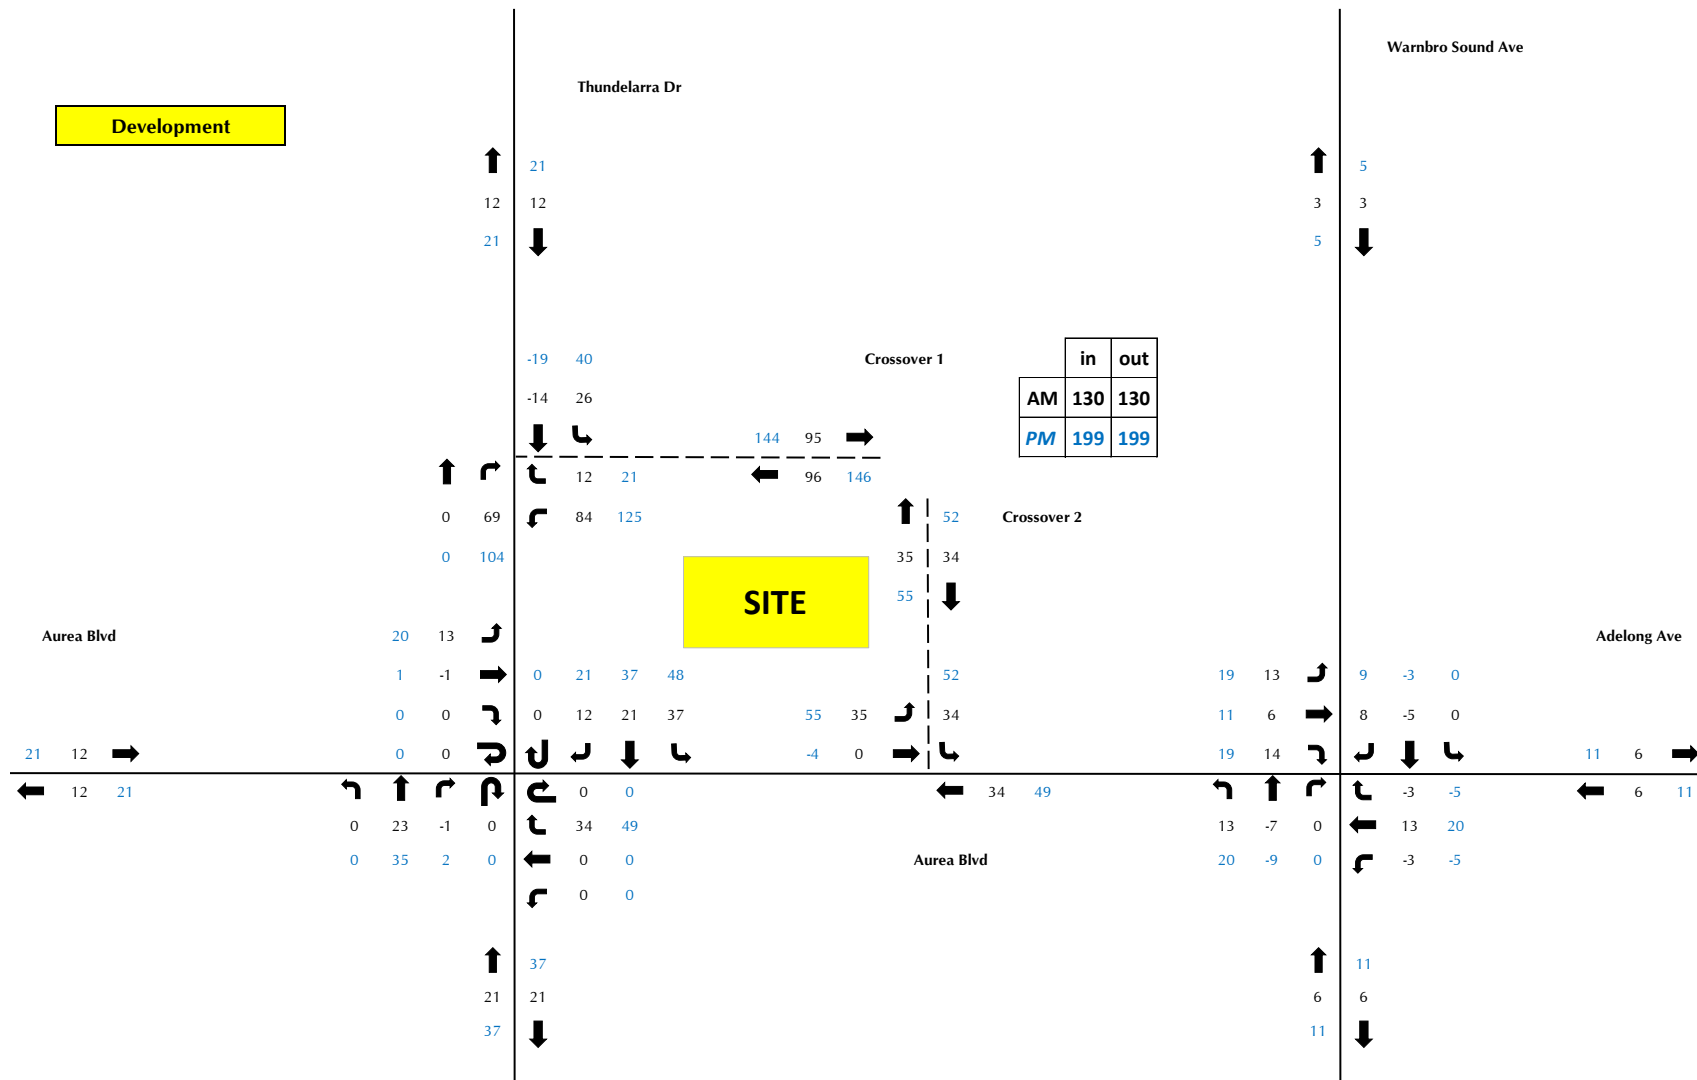 Warnbro Sound Ave
Thundelarra Dr
Development
21 5
12 12 3 3
21 5
-19 40 Crossover 1 in out
-14 26 AM 130 130
144 95 PM 199 199
12 21 96 146
0 69 84 125 52 Crossover 2
0 104 35 34
SITE 55
Aurea Blvd 20 13 Adelong Ave
1 -1 0 21 37 48 52 19 13 9 -3 0
0 0 0 12 21 37 55 35 34 11 6 8 -5 0
21 12 0 0 -4 0 19 14 11 6
12 21 0 0 34 49 -3 -5 6 11
0 23 -1 0 34 49 13 -7 0 13 20
0 35 2 0 0 0 Aurea Blvd 20 -9 0 -3 -5
0 0
37 11
21 21 6 6
37 11